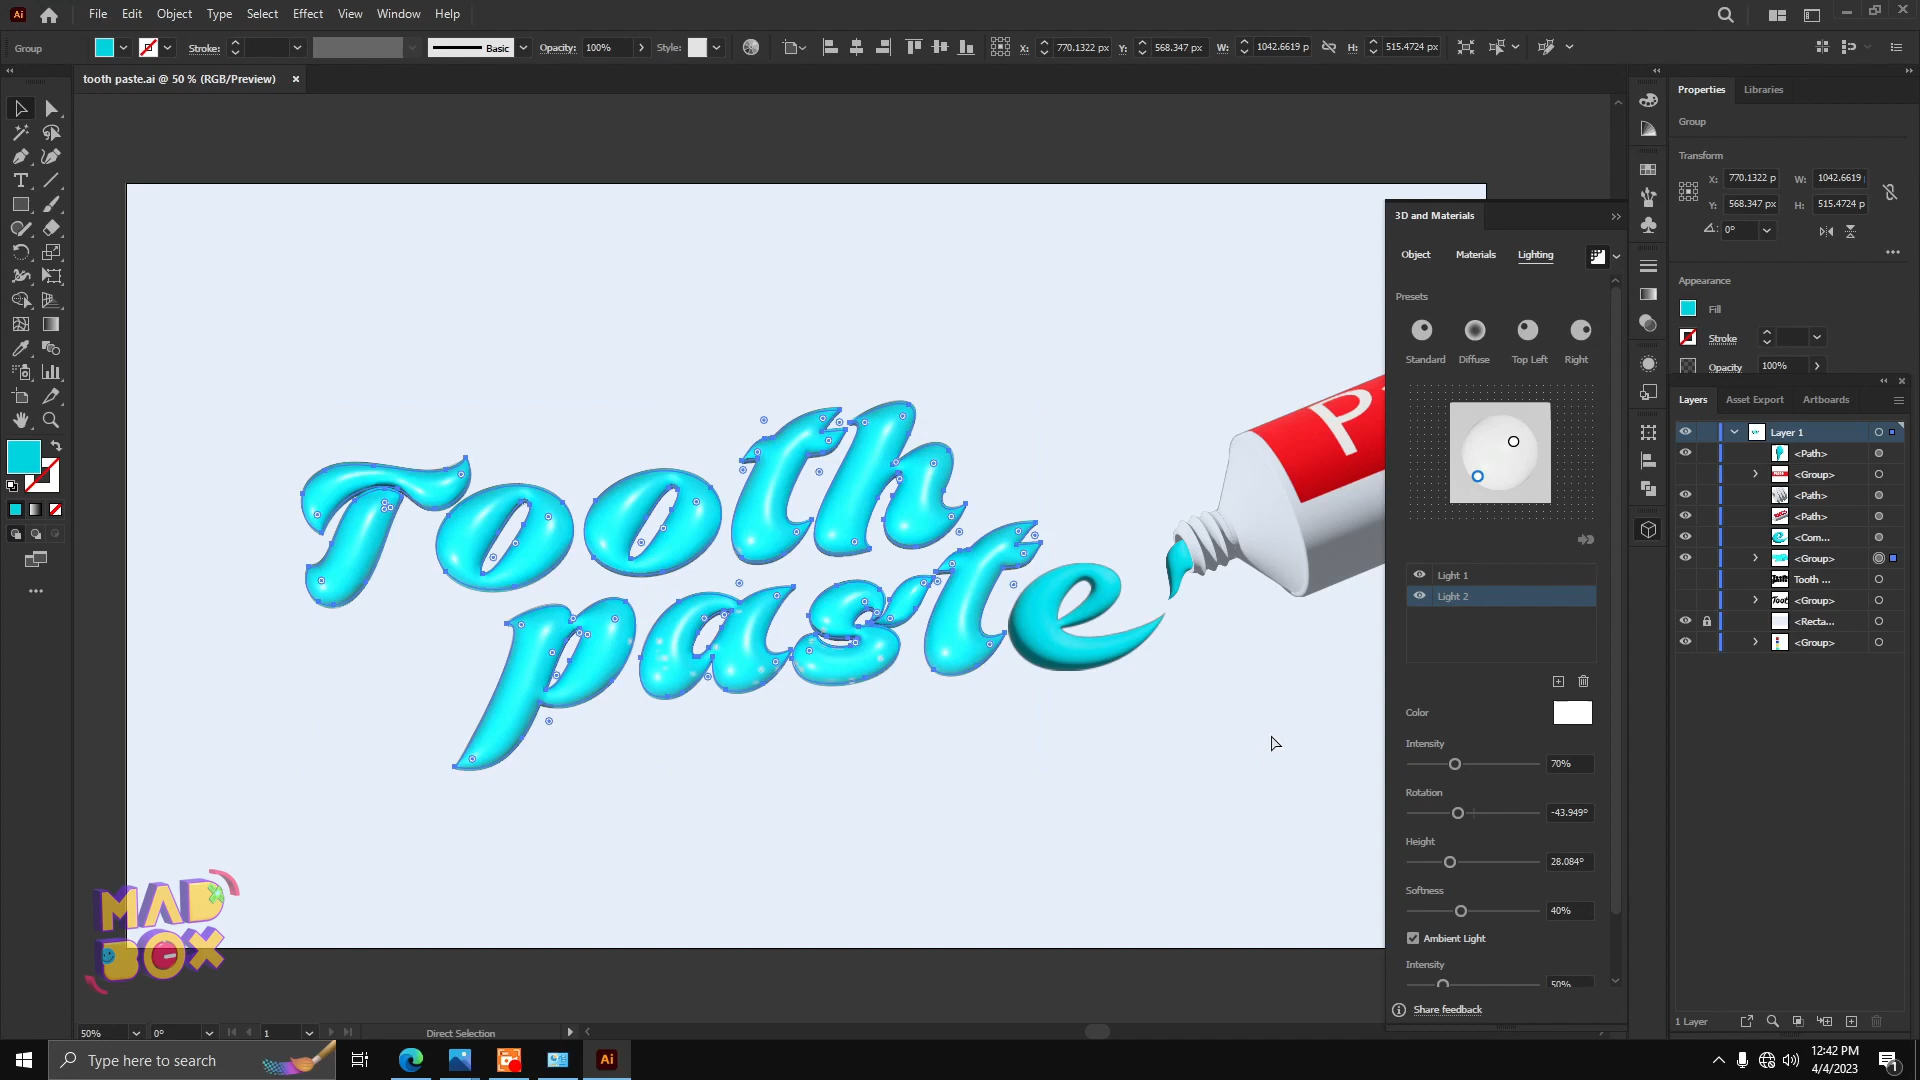 Ai File Edit Object Type Select Effect View Window Help
Group Stroke: Basic Opacity: 100% Style: X: 770.1322 px Y: 568.347 px W: 1042.6619 p H: 515.4724 px
tooth paste.ai @ 50 % (RGB/Preview) ×
Tooth
paste
P
MAD
BOX
3D and Materials
Object Materials Lighting
Presets
Standard Diffuse Top Left Right
Light 1
Light 2
Color
Intensity
70%
Rotation
-43.949°
Height
28.084°
Softness
40%
Ambient Light
Intensity
50%
Share feedback
Properties Libraries
Group
Transform
X: 770.1322 p W: 1042.6619
Y: 568.347 px H: 515.4724 p
0°
Appearance
Fill
Stroke
Opacity 100%
Layers Asset Export Artboards
Layer 1
<Path>
<Group>
<Path>
<Path>
<Com...
<Group>
Tooth ...
<Group>
<Recta...
<Group>
1 Layer
50% 0° 1 Direct Selection
Type here to search
Ai
12:42 PM
4/4/2023
1